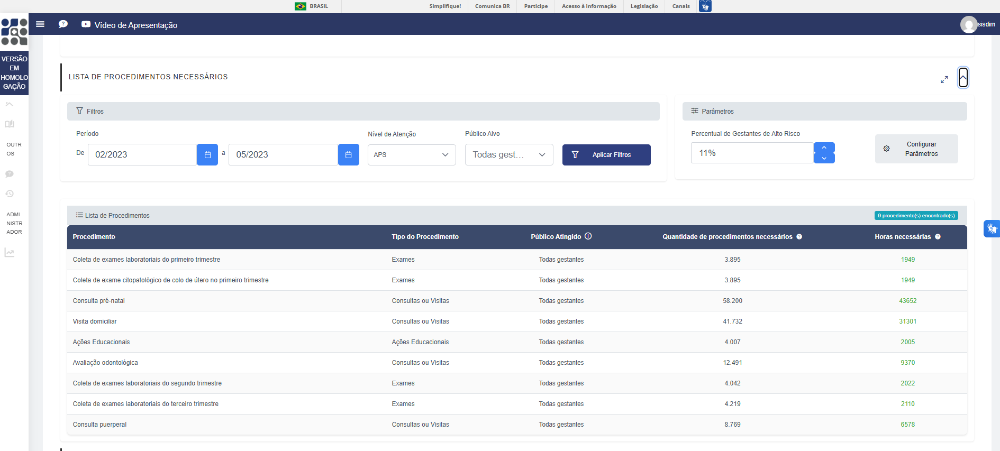 BRASIL
Simplifique!
Comunica BR
Participe
Acesso à informação
Legislação
Canais
Vídeo de Apresentação
sisdim
VERSÃO
EM
HOMOLO
GAÇÃO
OUTR
OS
ADMI
NISTR
ADOR
LISTA DE PROCEDIMENTOS NECESSÁRIOS
Filtros
Período
De 02/2023 a 05/2023
Nível de Atenção
APS
Público Alvo
Todas gest...
Aplicar Filtros
Parâmetros
Percentual de Gestantes de Alto Risco
11%
Configurar
Parâmetros
Lista de Procedimentos
9 procedimento(s) encontrado(s)
Procedimento Tipo do Procedimento Público Atingido Quantidade de procedimentos necessários Horas necessárias
Coleta de exames laboratoriais do primeiro trimestre Exames Todas gestantes 3.895 1949
Coleta de exame citopatológico de colo de útero no primeiro trimestre Exames Todas gestantes 3.895 1949
Consulta pré-natal Consultas ou Visitas Todas gestantes 58.200 43652
Visita domiciliar Consultas ou Visitas Todas gestantes 41.732 31301
Ações Educacionais Ações Educacionais Todas gestantes 4.007 2005
Avaliação odontológica Consultas ou Visitas Todas gestantes 12.491 9370
Coleta de exames laboratoriais do segundo trimestre Exames Todas gestantes 4.042 2022
Coleta de exames laboratoriais do terceiro trimestre Exames Todas gestantes 4.219 2110
Consulta puerperal Consultas ou Visitas Todas gestantes 8.769 6578